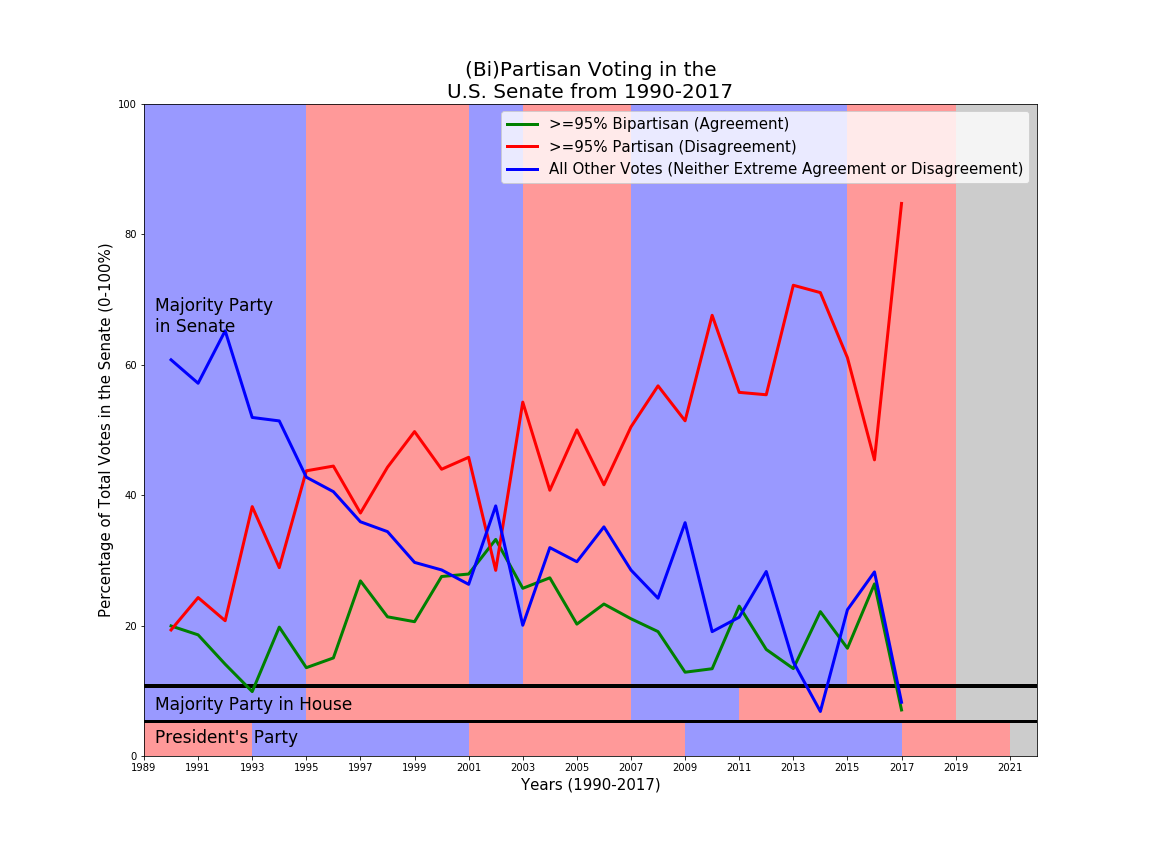 (Bi)Partisan Voting in the
U.S. Senate from 1990-2017
>=95% Bipartisan (Agreement)
>=95% Partisan (Disagreement)
All Other Votes (Neither Extreme Agreement or Disagreement)
Percentage of Total Votes in the Senate (0-100%)
100
80
60
40
20
0
Majority Party
in Senate
Majority Party in House
President's Party
1989 1991 1993 1995 1997 1999 2001 2003 2005 2007 2009 2011 2013 2015 2017 2019 2021
Years (1990-2017)